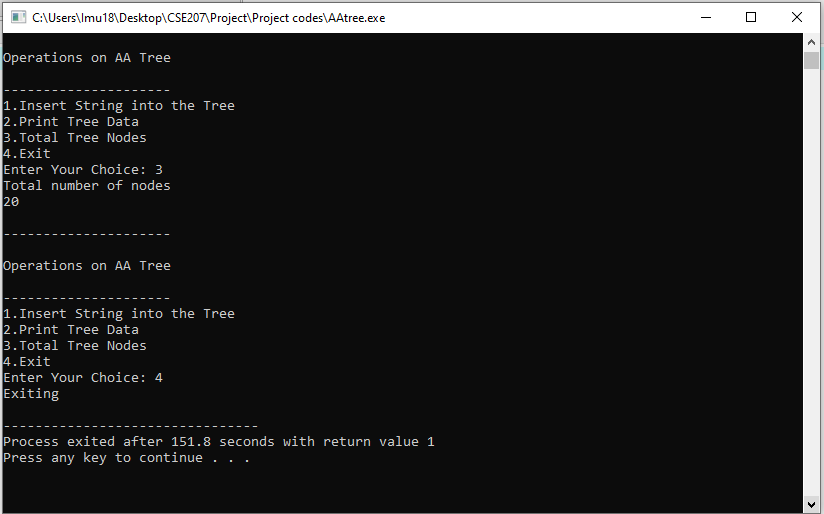 C:\Users\Imu18\Desktop\CSE207\Project\Project codes\AAtree.exe
Operations on AA Tree
---------------------
1.Insert String into the Tree
2.Print Tree Data
3.Total Tree Nodes
4.Exit
Enter Your Choice: 3
Total number of nodes
20
---------------------
Operations on AA Tree
---------------------
1.Insert String into the Tree
2.Print Tree Data
3.Total Tree Nodes
4.Exit
Enter Your Choice: 4
Exiting
--------------------------------
Process exited after 151.8 seconds with return value 1
Press any key to continue . . .